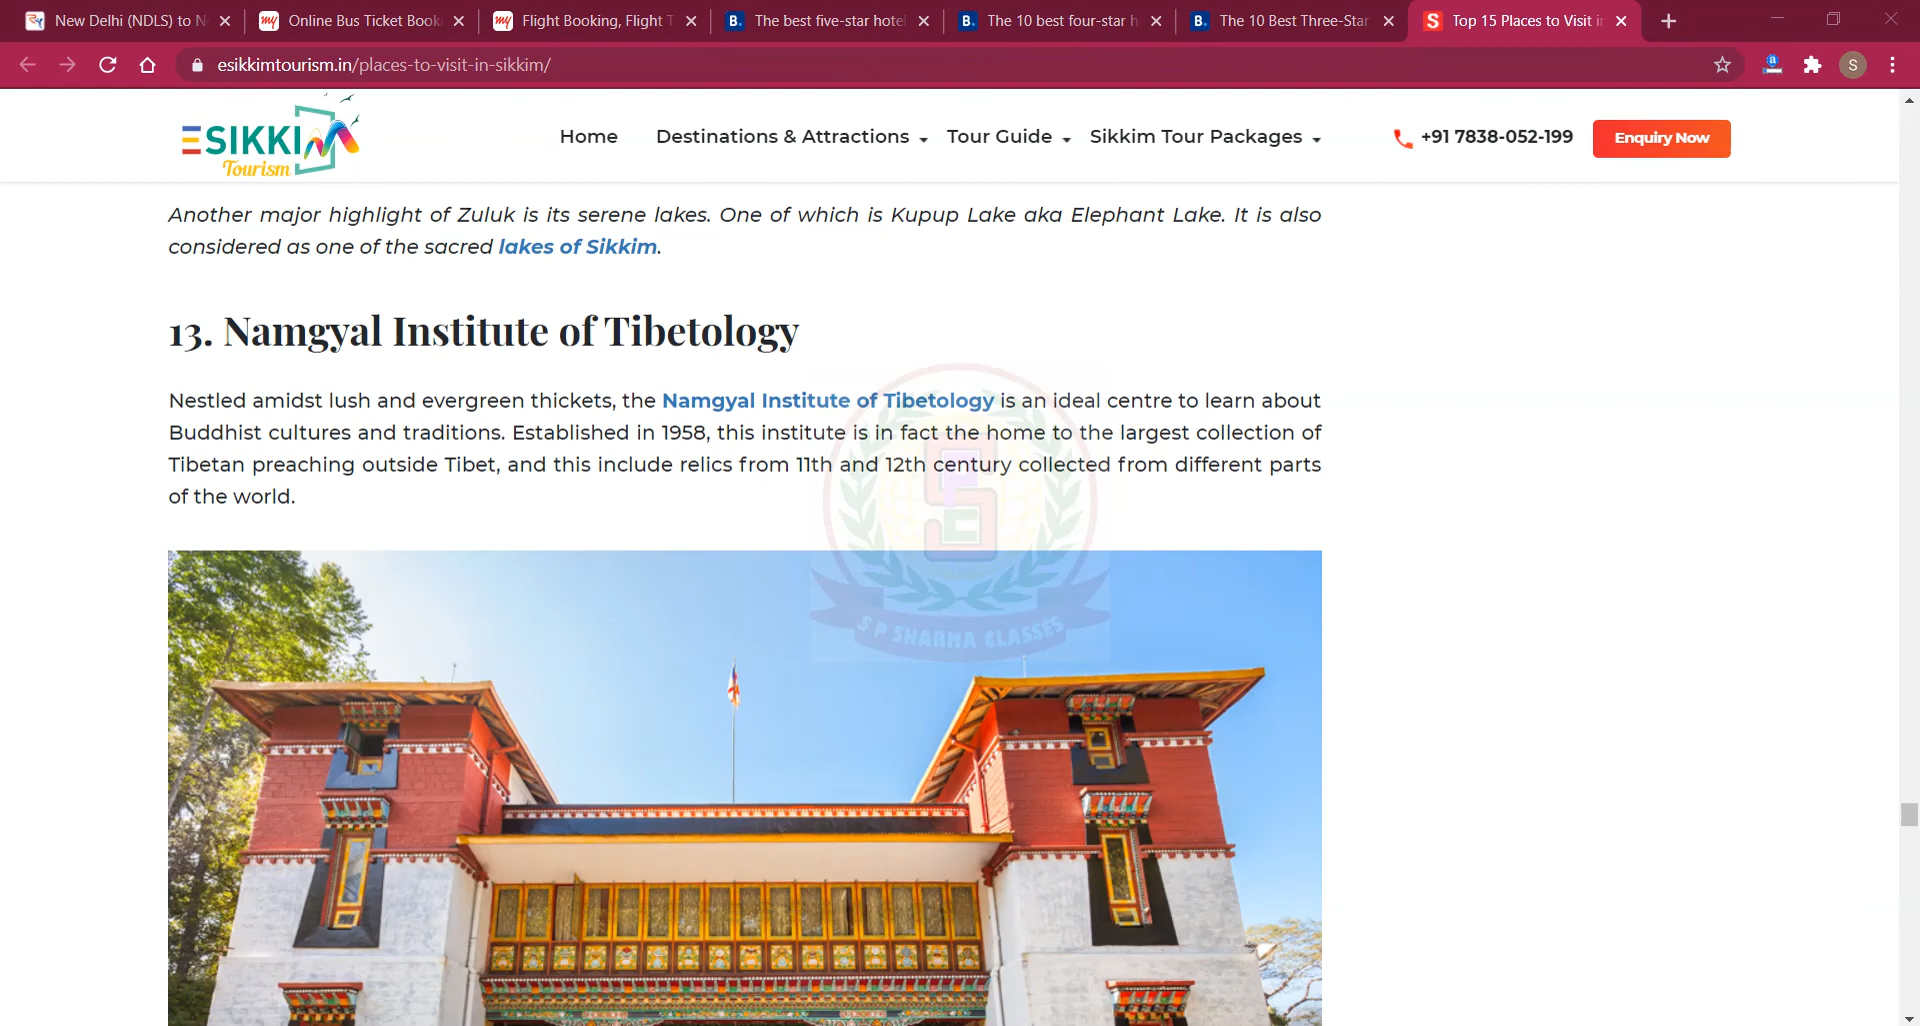 New Delhi (NDLS) to N
Online Bus Ticket Book
Flight Booking, Flight T
The best five-star hote
The 10 best four-star h
The 10 Best Three-Star
Top 15 Places to Visit i
esikkimtourism.in/places-to-visit-in-sikkim/
S
ESIKKIM
Tourism
Home
Destinations & Attractions
Tour Guide
Sikkim Tour Packages
+91 7838-052-199
Enquiry Now
Another major highlight of Zuluk is its serene lakes. One of which is Kupup Lake aka Elephant Lake. It is also
considered as one of the sacred lakes of Sikkim.
13. Namgyal Institute of Tibetology
Nestled amidst lush and evergreen thickets, the Namgyal Institute of Tibetology is an ideal centre to learn about
Buddhist cultures and traditions. Established in 1958, this institute is in fact the home to the largest collection of
Tibetan preaching outside Tibet, and this include relics from 11th and 12th century collected from different parts
of the world.
S P SHARMA CLASSES